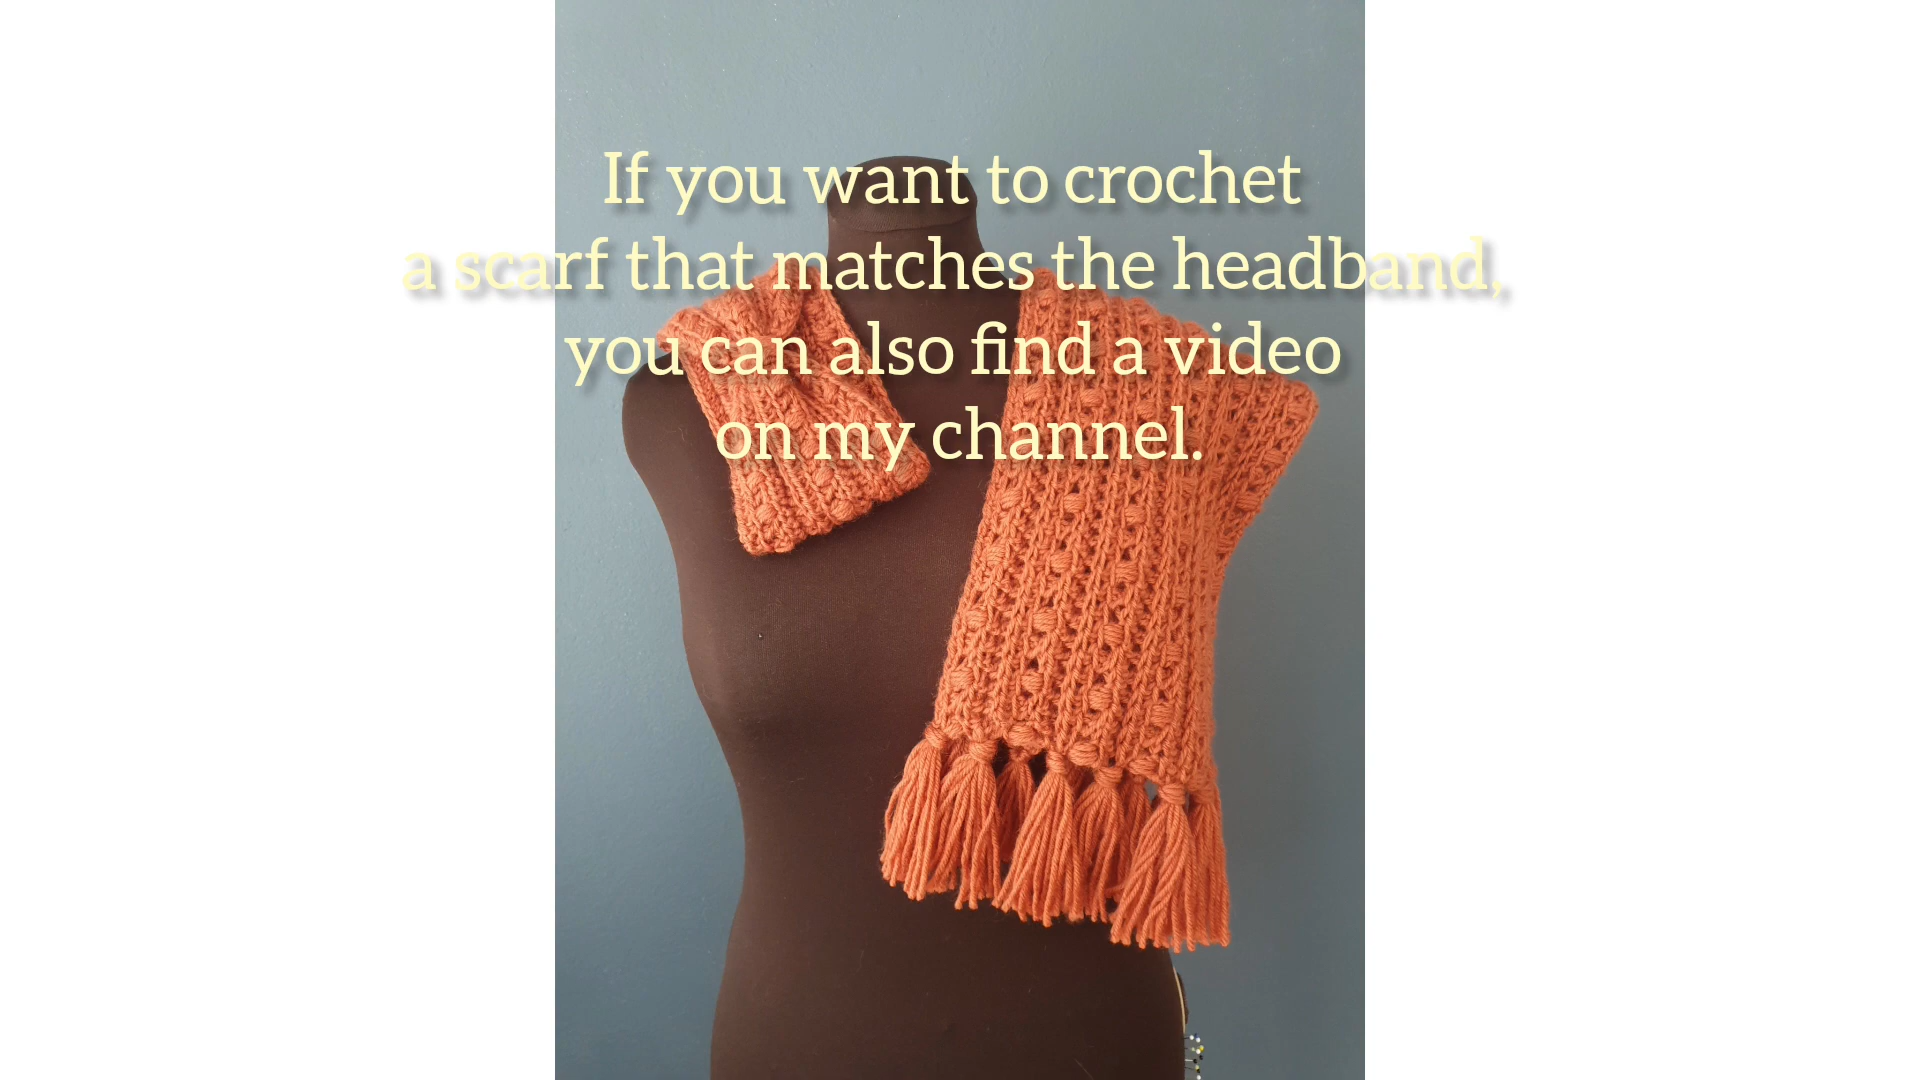 If you want to crochet
a scarf that matches the headband,
you can also find a video
on my channel.